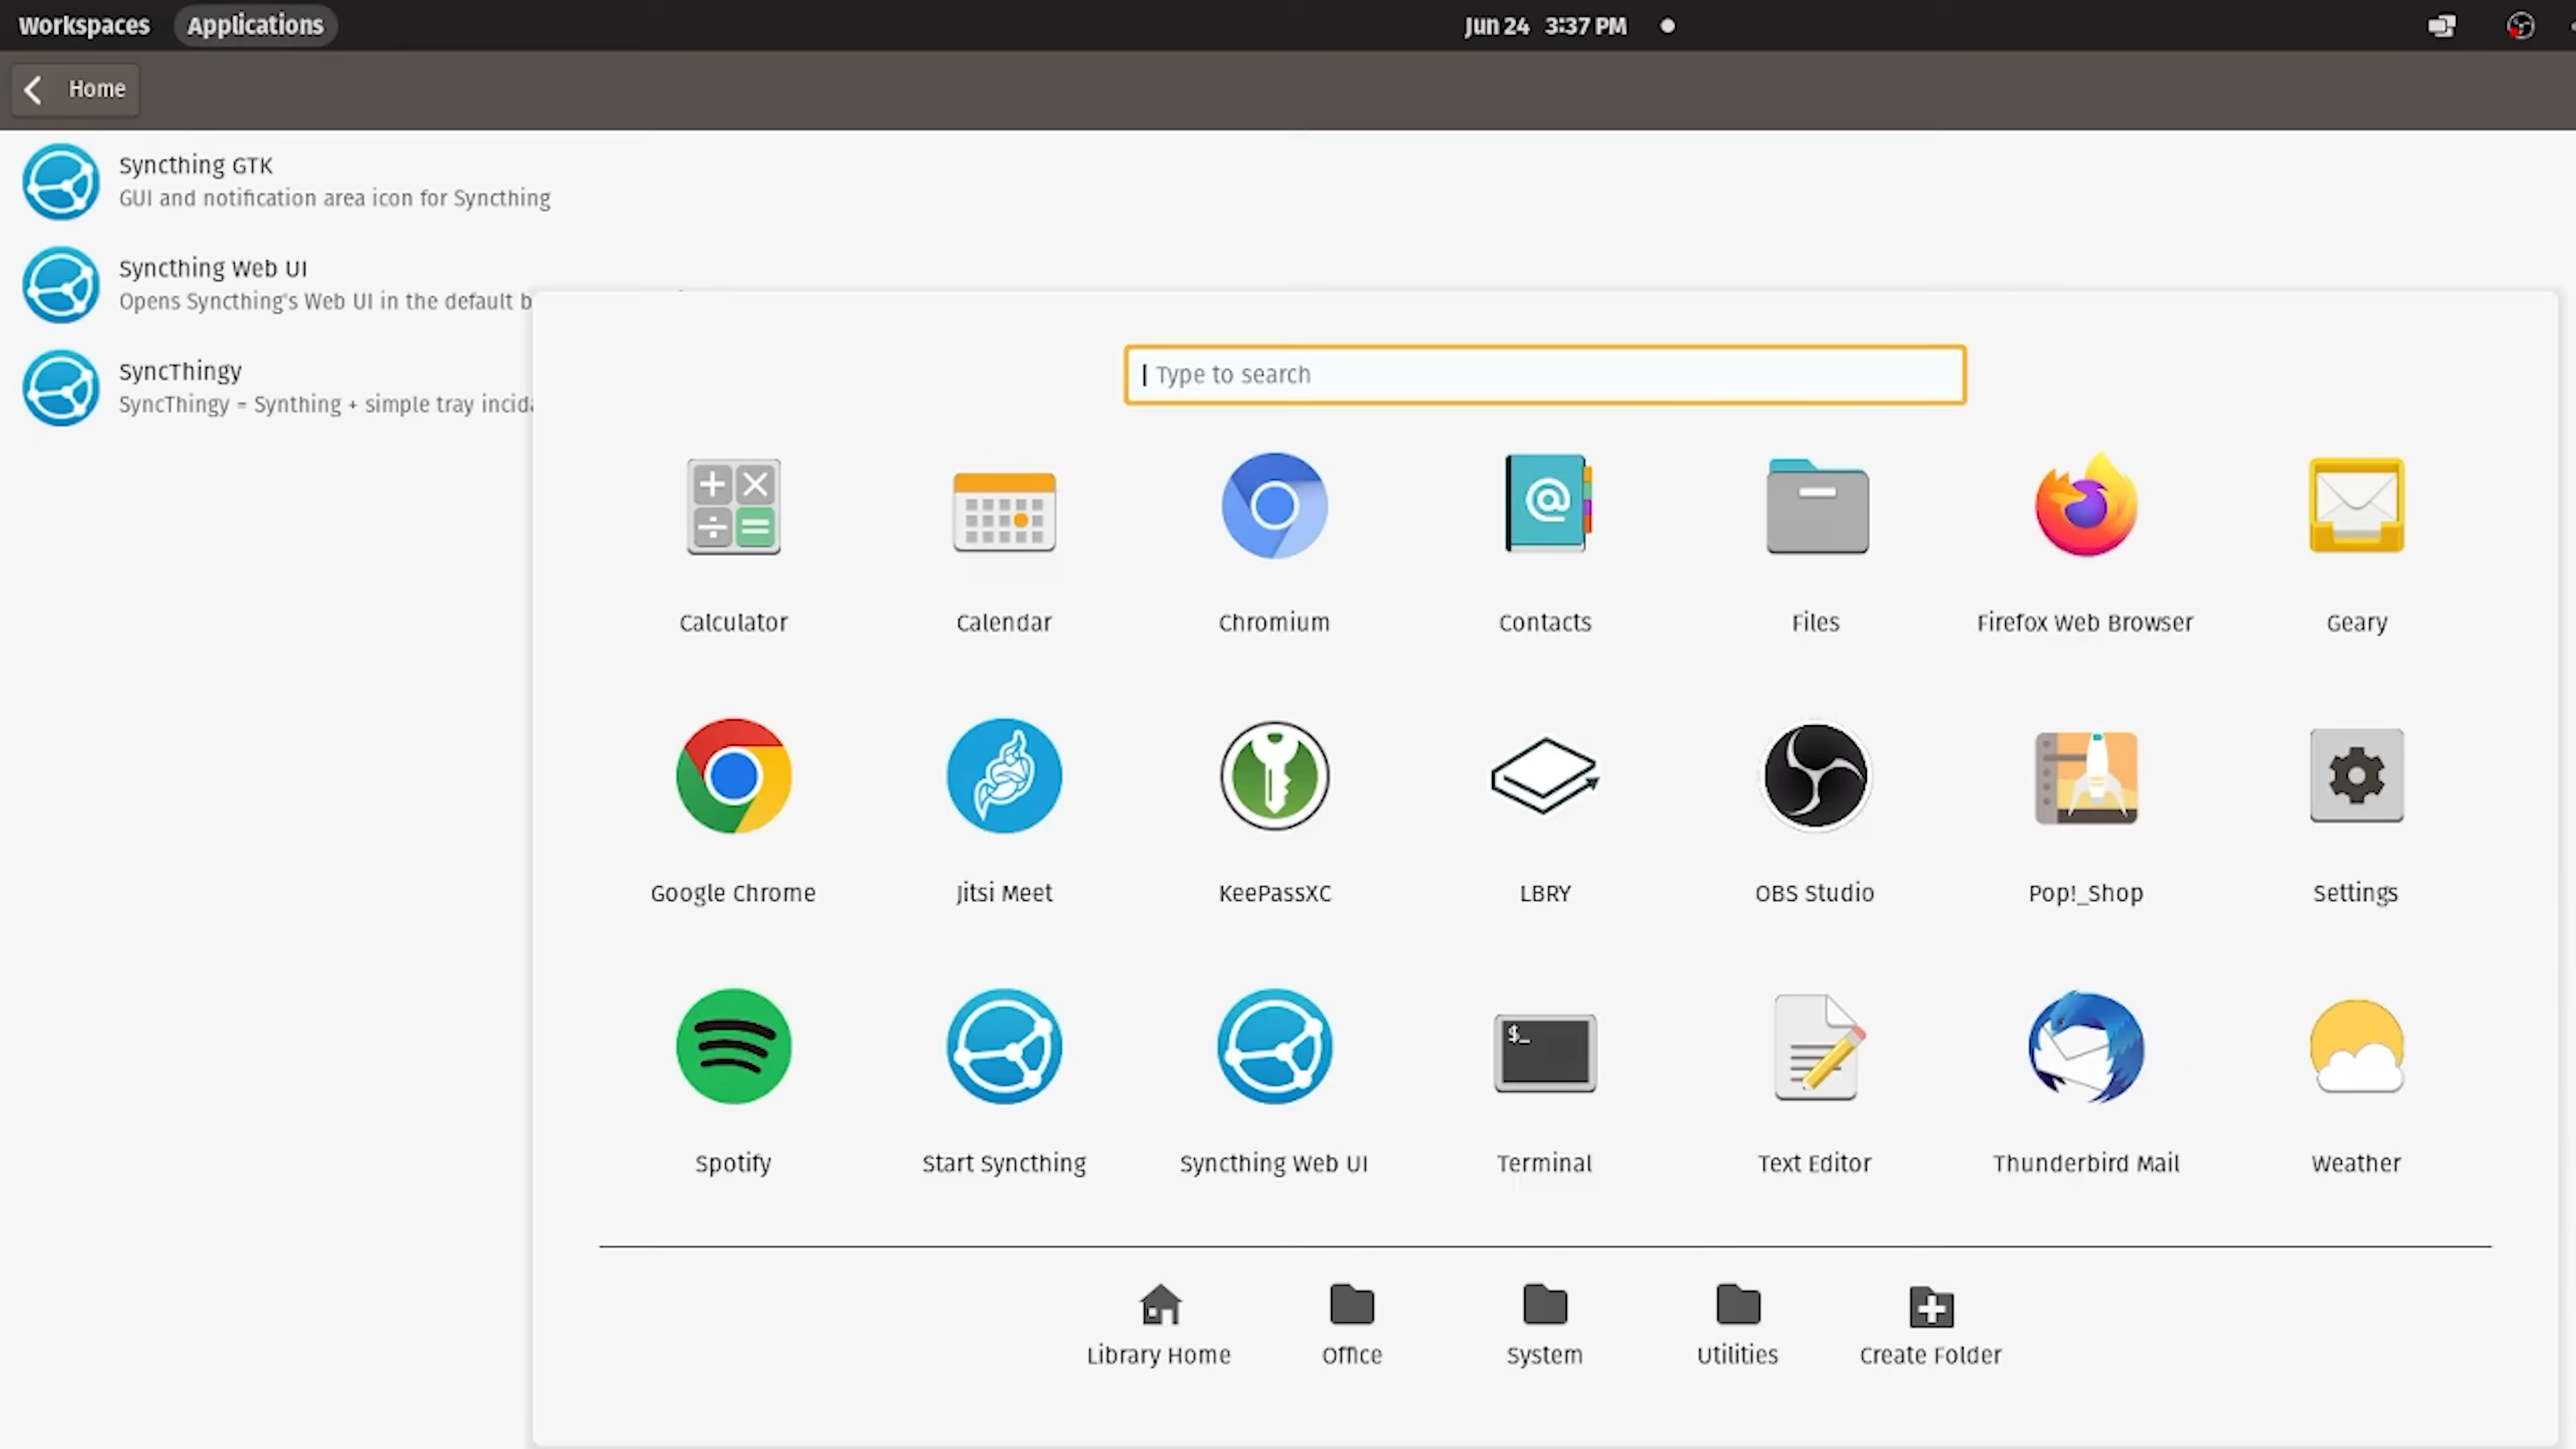 Workspaces Applications Jun 24 3:37 PM
Home
Syncthing GTK
GUI and notification area icon for Syncthing
Syncthing Web UI
Opens Syncthing's Web UI in the default b
SyncThingy
SyncThingy = Synthing + simple tray incid
Type to search
Calculator Calendar Chromium Contacts Files Firefox Web Browser Geary
Google Chrome Jitsi Meet KeePassXC LBRY OBS Studio Pop!_Shop Settings
$_
Spotify Start Syncthing Syncthing Web UI Terminal Text Editor Thunderbird Mail Weather
Library Home Office System Utilities Create Folder